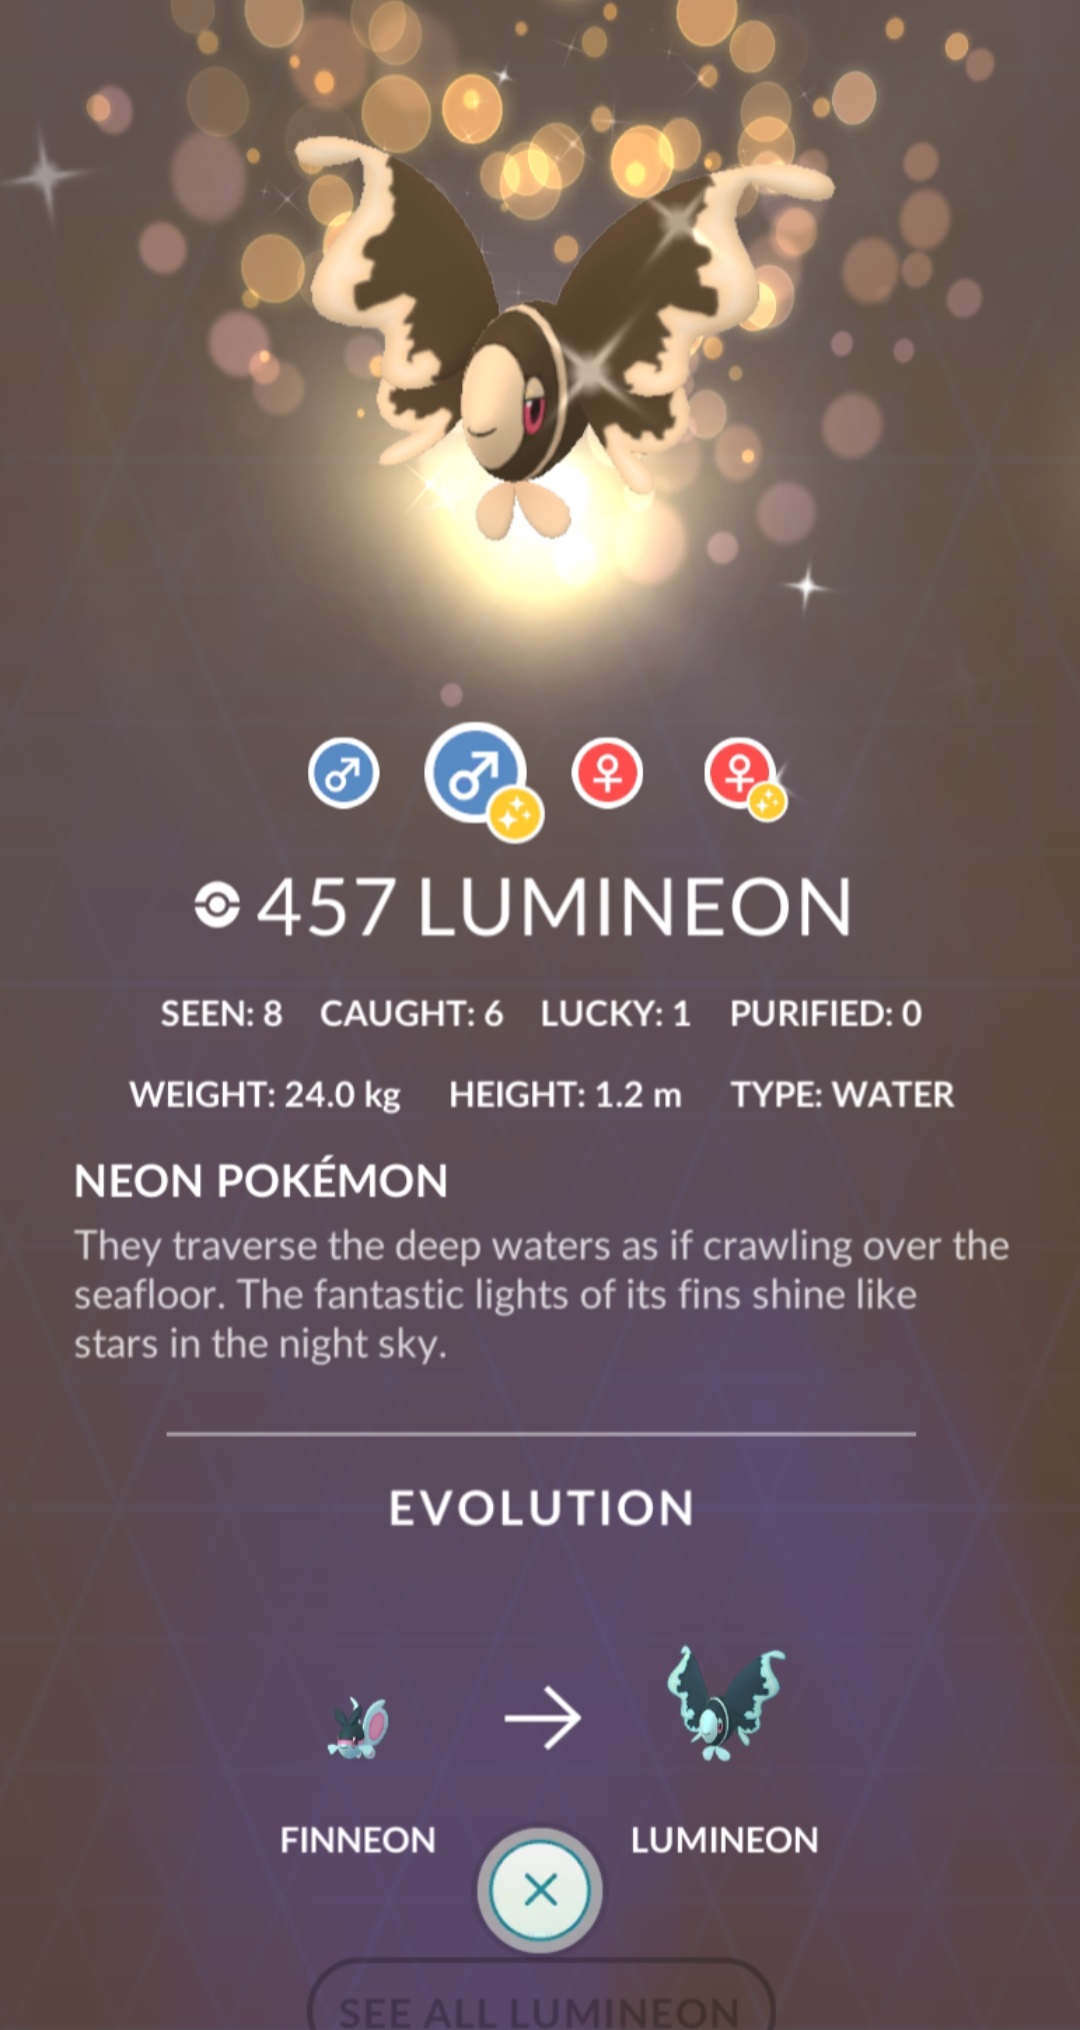 457 LUMINEON
SEEN: 8 CAUGHT: 6 LUCKY: 1 PURIFIED: 0
WEIGHT: 24.0 kg HEIGHT: 1.2 m TYPE: WATER
NEON POKÉMON
They traverse the deep waters as if crawling over the
seafloor. The fantastic lights of its fins shine like
stars in the night sky.
EVOLUTION
FINNEON LUMINEON
SEE ALL LUMINEON